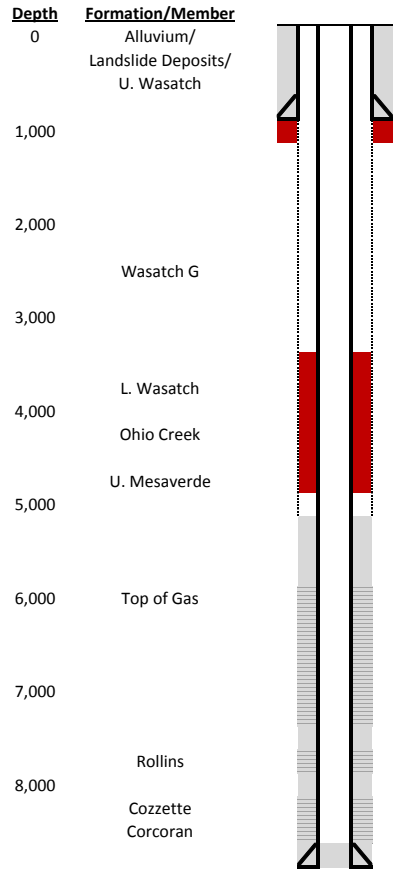 Depth Formation/Member
0 Alluvium/
Landslide Deposits/
U. Wasatch
1,000
2,000
Wasatch G
3,000
L. Wasatch
4,000
Ohio Creek
U. Mesaverde
5,000
6,000 Top of Gas
7,000
Rollins
8,000
Cozzette
Corcoran